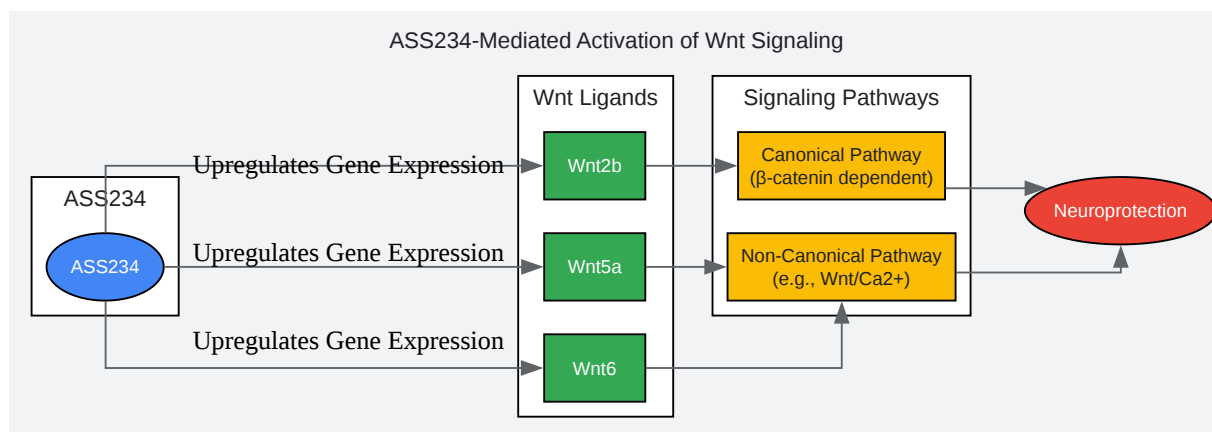 ASS234-Mediated Activation of Wnt Signaling
ASS234
ASS234
Upregulates Gene Expression
Upregulates Gene Expression
Upregulates Gene Expression
Wnt Ligands
Wnt2b
Wnt5a
Wnt6
Signaling Pathways
Canonical Pathway
(β-catenin dependent)
Non-Canonical Pathway
(e.g., Wnt/Ca2+)
Neuroprotection